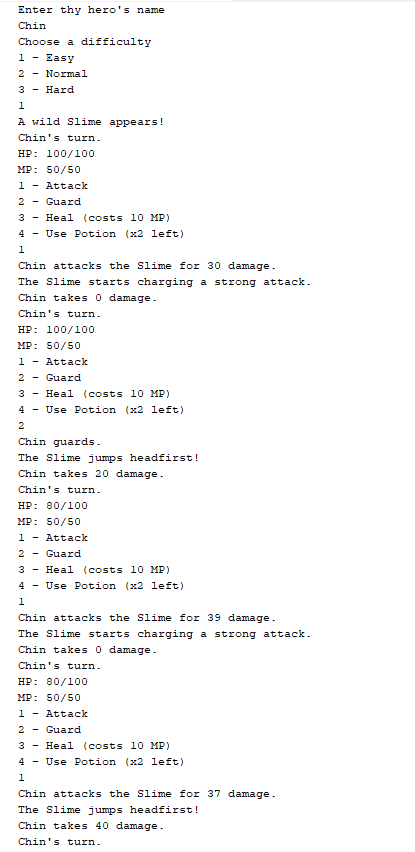 Enter thy hero's name
Chin
Choose a difficulty
1 - Easy
2 - Normal
3 - Hard
1
A wild Slime appears!
Chin's turn.
HP: 100/100
MP: 50/50
1 - Attack
2 - Guard
3 - Heal (costs 10 MP)
4 - Use Potion (x2 left)
1
Chin attacks the Slime for 30 damage.
The Slime starts charging a strong attack.
Chin takes 0 damage.
Chin's turn.
HP: 100/100
MP: 50/50
1 - Attack
2 - Guard
3 - Heal (costs 10 MP)
4 - Use Potion (x2 left)
2
Chin guards.
The Slime jumps headfirst!
Chin takes 20 damage.
Chin's turn.
HP: 80/100
MP: 50/50
1 - Attack
2 - Guard
3 - Heal (costs 10 MP)
4 - Use Potion (x2 left)
1
Chin attacks the Slime for 39 damage.
The Slime starts charging a strong attack.
Chin takes 0 damage.
Chin's turn.
HP: 80/100
MP: 50/50
1 - Attack
2 - Guard
3 - Heal (costs 10 MP)
4 - Use Potion (x2 left)
1
Chin attacks the Slime for 37 damage.
The Slime jumps headfirst!
Chin takes 40 damage.
Chin's turn.